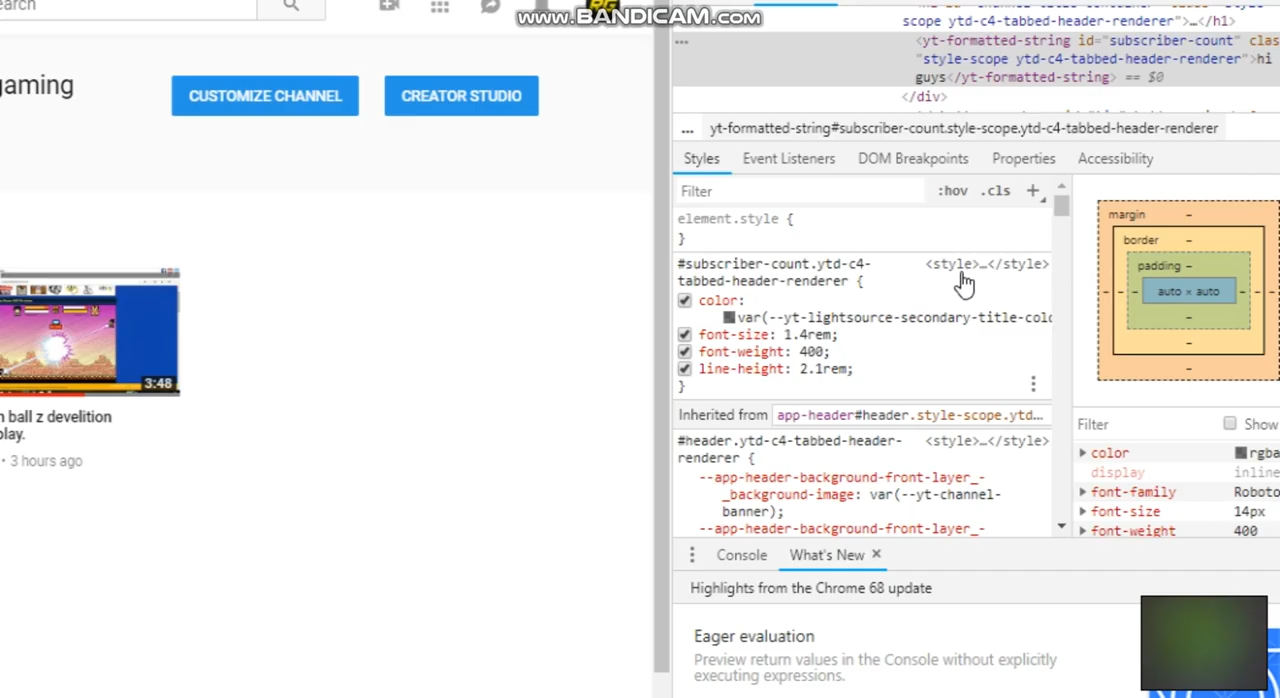 earch
www.BANDICAM.com
gaming
CUSTOMIZE CHANNEL
CREATOR STUDIO
3:48
ball z develition
play.
• 3 hours ago
scope ytd-c4-tabbed-header-renderer">…</h1>
...
<yt-formatted-string id="subscriber-count" clas
"style-scope ytd-c4-tabbed-header-renderer">hi
guys</yt-formatted-string> == $0
</div>
... yt-formatted-string#subscriber-count.style-scope.ytd-c4-tabbed-header-renderer
Styles Event Listeners DOM Breakpoints Properties Accessibility
Filter :hov .cls +
element.style {
}
#subscriber-count.ytd-c4- <style>…</style>
tabbed-header-renderer {
color:
var(--yt-lightsource-secondary-title-colo
font-size: 1.4rem;
font-weight: 400;
line-height: 2.1rem;
}
Inherited from app-header#header.style-scope.ytd…
#header.ytd-c4-tabbed-header- <style>…</style>
renderer {
--app-header-background-front-layer_-
_background-image: var(--yt-channel-
banner);
--app-header-background-front-layer_-
margin -
border -
padding -
- - - auto × auto - - -
-
-
-
Filter Show
color rgba
display inline
font-family Roboto
font-size 14px
font-weight 400
Console What's New ×
Highlights from the Chrome 68 update
Eager evaluation
Preview return values in the Console without explicitly
executing expressions.